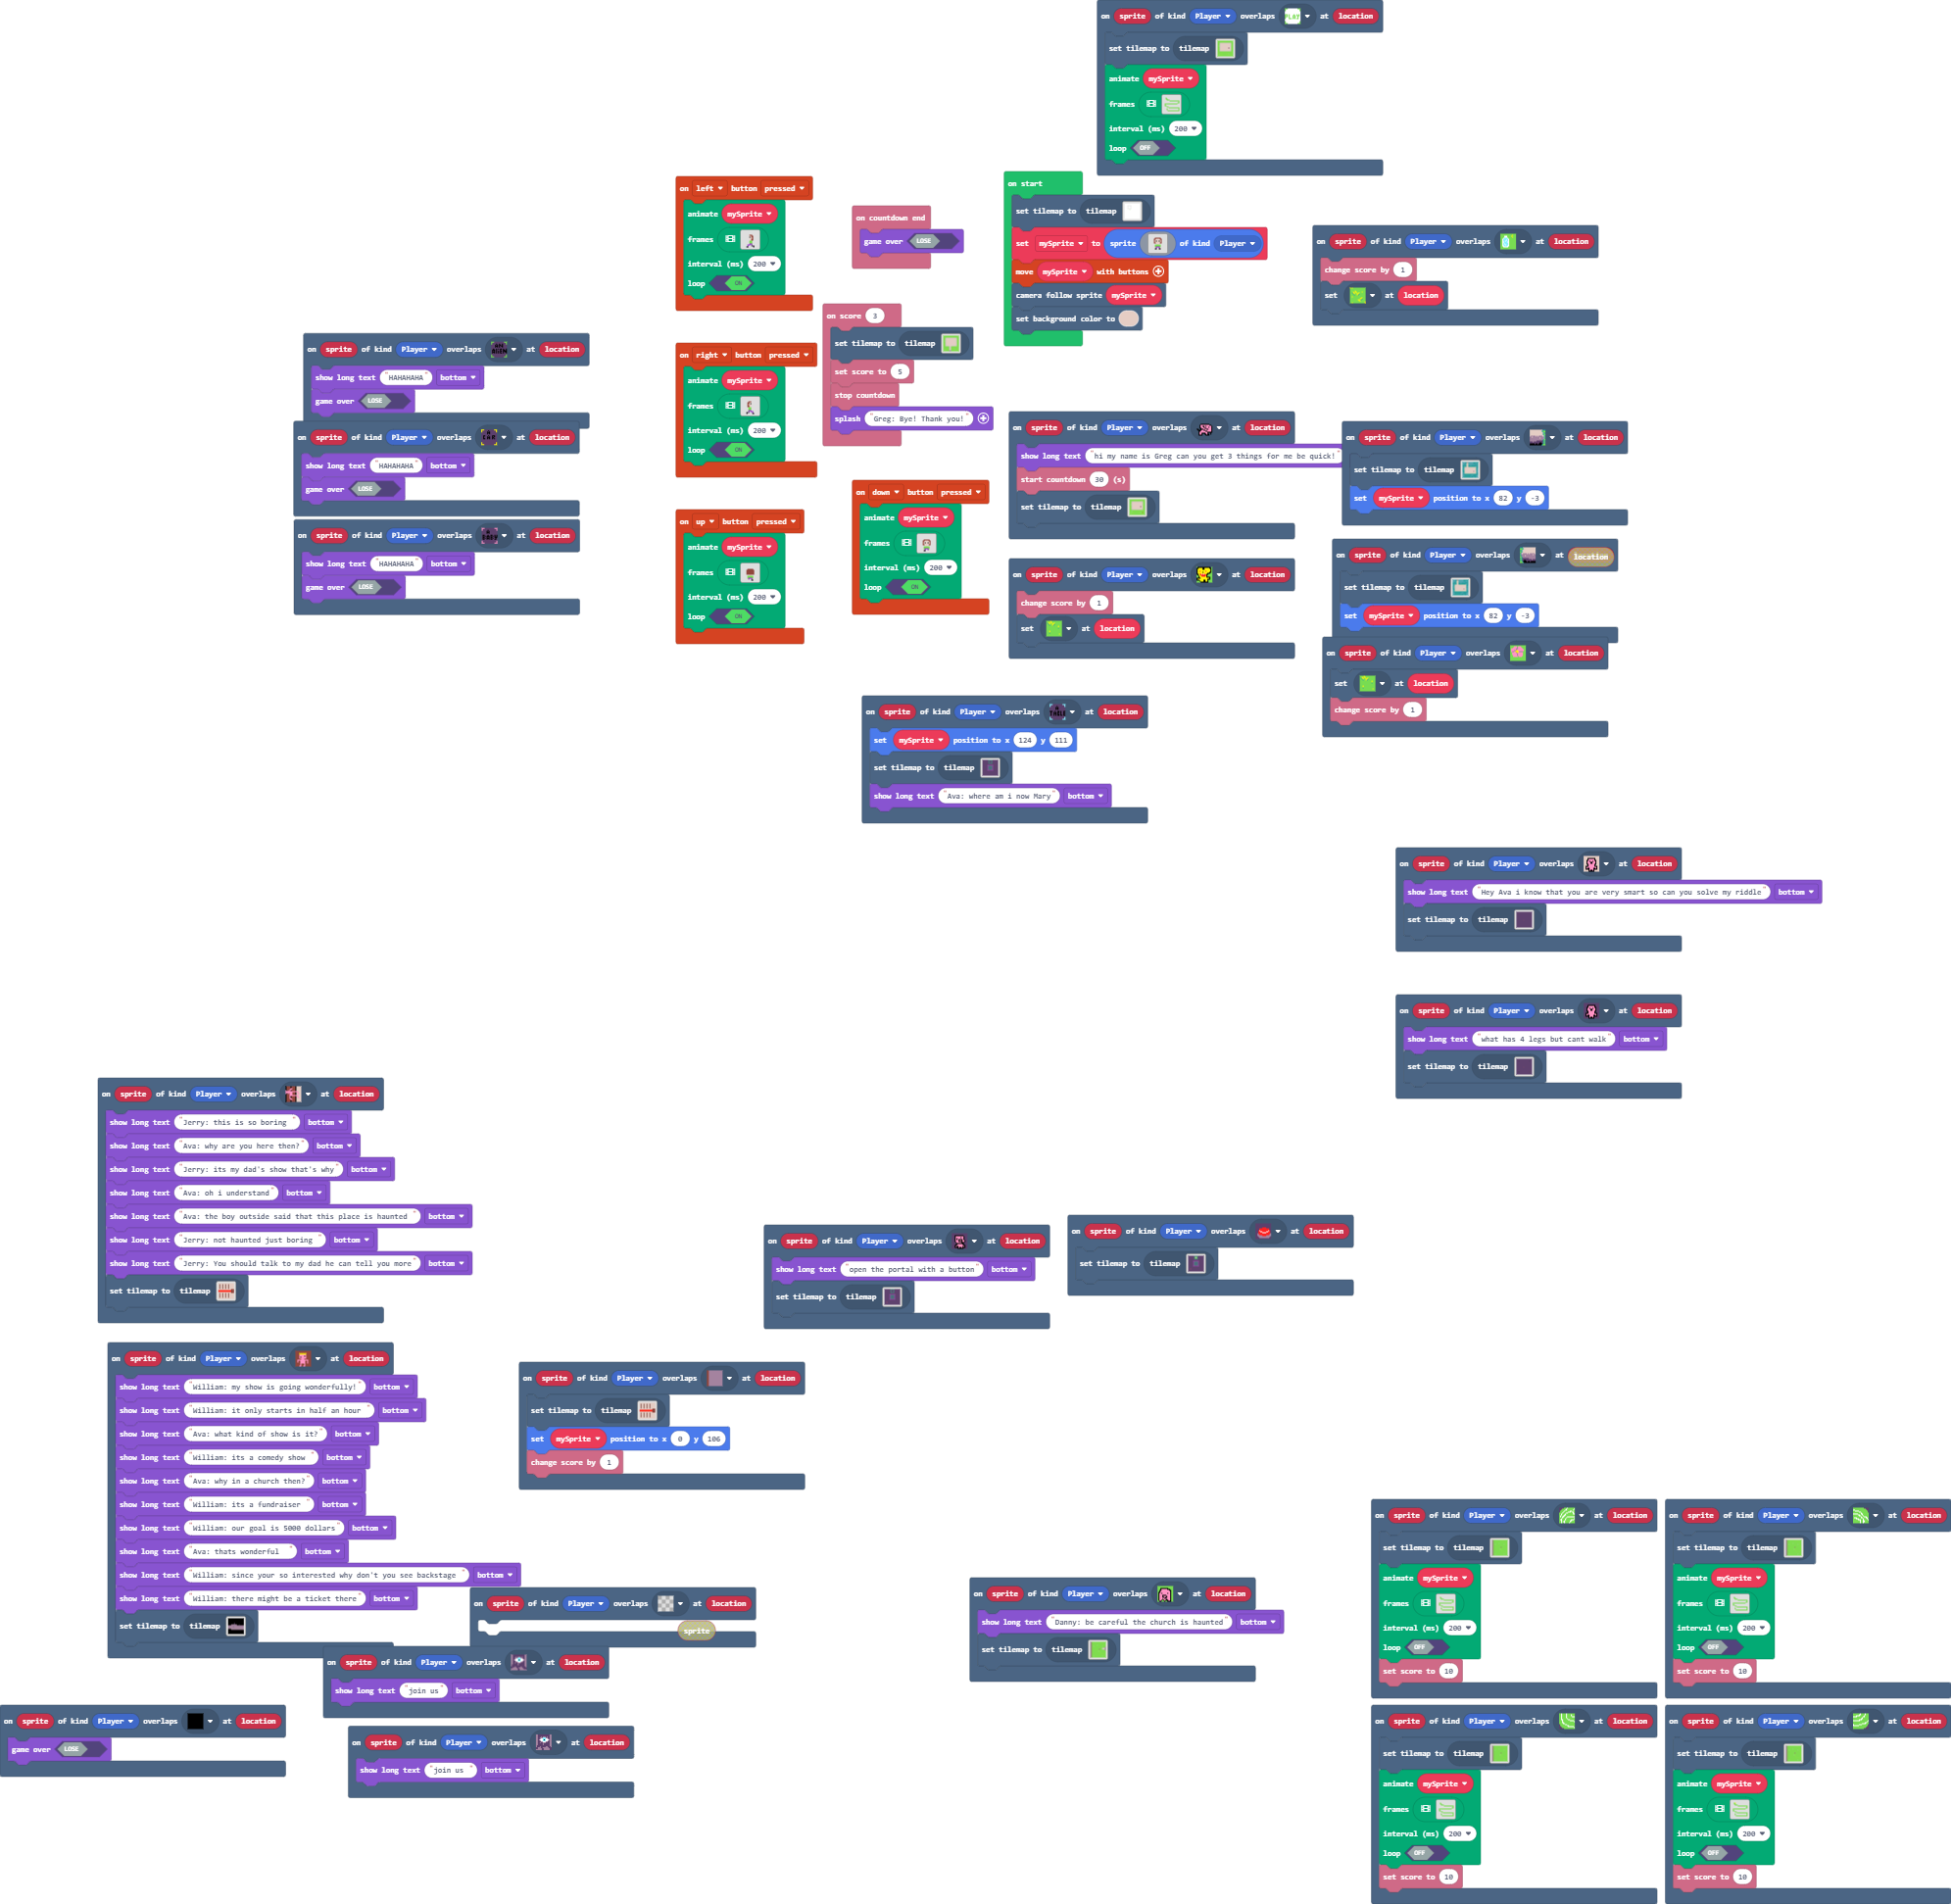 on sprite of kind Player overlaps PLAY at location
set tilemap to tilemap
animate mySprite
frames
interval (ms) 200
loop OFF
on left button pressed
animate mySprite
frames
interval (ms) 200
loop ON
on countdown end
game over LOSE
on start
set tilemap to tilemap
set mySprite to sprite of kind Player
move mySprite with buttons
camera follow sprite mySprite
set background color to
on sprite of kind Player overlaps at location
change score by 1
set at location
on score 3
set tilemap to tilemap
set score to 5
stop countdown
splash "Greg: Bye! Thank you!"
on right button pressed
animate mySprite
frames
interval (ms) 200
loop ON
on sprite of kind Player overlaps at location
show long text "HAHAHAHA" bottom
game over LOSE
on sprite of kind Player overlaps at location
show long text "HAHAHAHA" bottom
game over LOSE
on sprite of kind Player overlaps at location
show long text "HAHAHAHA" bottom
game over LOSE
on up button pressed
animate mySprite
frames
interval (ms) 200
loop ON
on down button pressed
animate mySprite
frames
interval (ms) 200
loop ON
on sprite of kind Player overlaps at location
show long text "hi my name is Greg can you get 3 things for me be quick!"
start countdown 30 (s)
set tilemap to tilemap
on sprite of kind Player overlaps at location
set tilemap to tilemap
set mySprite position to x 82 y -3
on sprite of kind Player overlaps at location
change score by 1
set at location
on sprite of kind Player overlaps at location
set tilemap to tilemap
set mySprite position to x 82 y -3
on sprite of kind Player overlaps at location
set at location
change score by 1
on sprite of kind Player overlaps at location
set mySprite position to x 124 y 111
set tilemap to tilemap
show long text "Ava: where am i now Mary" bottom
on sprite of kind Player overlaps at location
show long text "Hey Ava i know that you are very smart so can you solve my riddle" bottom
set tilemap to tilemap
on sprite of kind Player overlaps at location
show long text "what has 4 legs but cant walk" bottom
set tilemap to tilemap
on sprite of kind Player overlaps at location
show long text "Jerry: this is so boring " bottom
show long text "Ava: why are you here then?" bottom
show long text "Jerry: its my dad's show that's why" bottom
show long text "Ava: oh i understand" bottom
show long text "Ava: the boy outside said that this place is haunted " bottom
show long text "Jerry: not haunted just boring " bottom
show long text "Jerry: You should talk to my dad he can tell you more" bottom
set tilemap to tilemap
on sprite of kind Player overlaps at location
show long text "open the portal with a button" bottom
set tilemap to tilemap
on sprite of kind Player overlaps at location
set tilemap to tilemap
on sprite of kind Player overlaps at location
show long text "William: my show is going wonderfully!" bottom
show long text "William: it only starts in half an hour " bottom
show long text "Ava: what kind of show is it?" bottom
show long text "William: its a comedy show " bottom
show long text "Ava: why in a church then?" bottom
show long text "William: its a fundraiser " bottom
show long text "William: our goal is 5000 dollars" bottom
show long text "Ava: thats wonderful " bottom
show long text "William: since your so interested why don't you see backstage " bottom
show long text "William: there might be a ticket there" bottom
set tilemap to tilemap
on sprite of kind Player overlaps at location
set tilemap to tilemap
set mySprite position to x 0 y 106
change score by 1
on sprite of kind Player overlaps at location
sprite
on sprite of kind Player overlaps at location
show long text "join us" bottom
on sprite of kind Player overlaps at location
game over LOSE
on sprite of kind Player overlaps at location
show long text "join us " bottom
on sprite of kind Player overlaps at location
show long text "Danny: be careful the church is haunted" bottom
set tilemap to tilemap
on sprite of kind Player overlaps at location
set tilemap to tilemap
animate mySprite
frames
interval (ms) 200
loop OFF
set score to 10
on sprite of kind Player overlaps at location
set tilemap to tilemap
animate mySprite
frames
interval (ms) 200
loop OFF
set score to 10
on sprite of kind Player overlaps at location
set tilemap to tilemap
animate mySprite
frames
interval (ms) 200
loop OFF
set score to 10
on sprite of kind Player overlaps at location
set tilemap to tilemap
animate mySprite
frames
interval (ms) 200
loop OFF
set score to 10